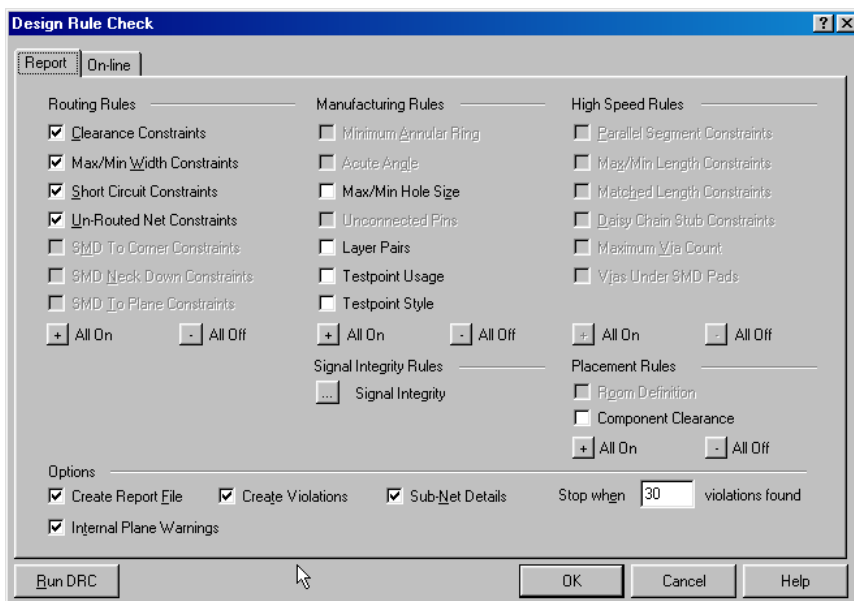 Design Rule Check
Report On-line
Routing Rules
Clearance Constraints
Max/Min Width Constraints
Short Circuit Constraints
Un-Routed Net Constraints
SMD To Corner Constraints
SMD Neck Down Constraints
SMD To Plane Constraints
+ All On - All Off
Manufacturing Rules
Minimum Annular Ring
Acute Angle
Max/Min Hole Size
Unconnected Pins
Layer Pairs
Testpoint Usage
Testpoint Style
+ All On - All Off
Signal Integrity Rules
... Signal Integrity
High Speed Rules
Parallel Segment Constraints
Max/Min Length Constraints
Matched Length Constraints
Daisy Chain Stub Constraints
Maximum Via Count
Vias Under SMD Pads
+ All On - All Off
Placement Rules
Room Definition
Component Clearance
+ All On - All Off
Options
Create Report File Create Violations Sub-Net Details Stop when 30 violations found
Internal Plane Warnings
Run DRC OK Cancel Help